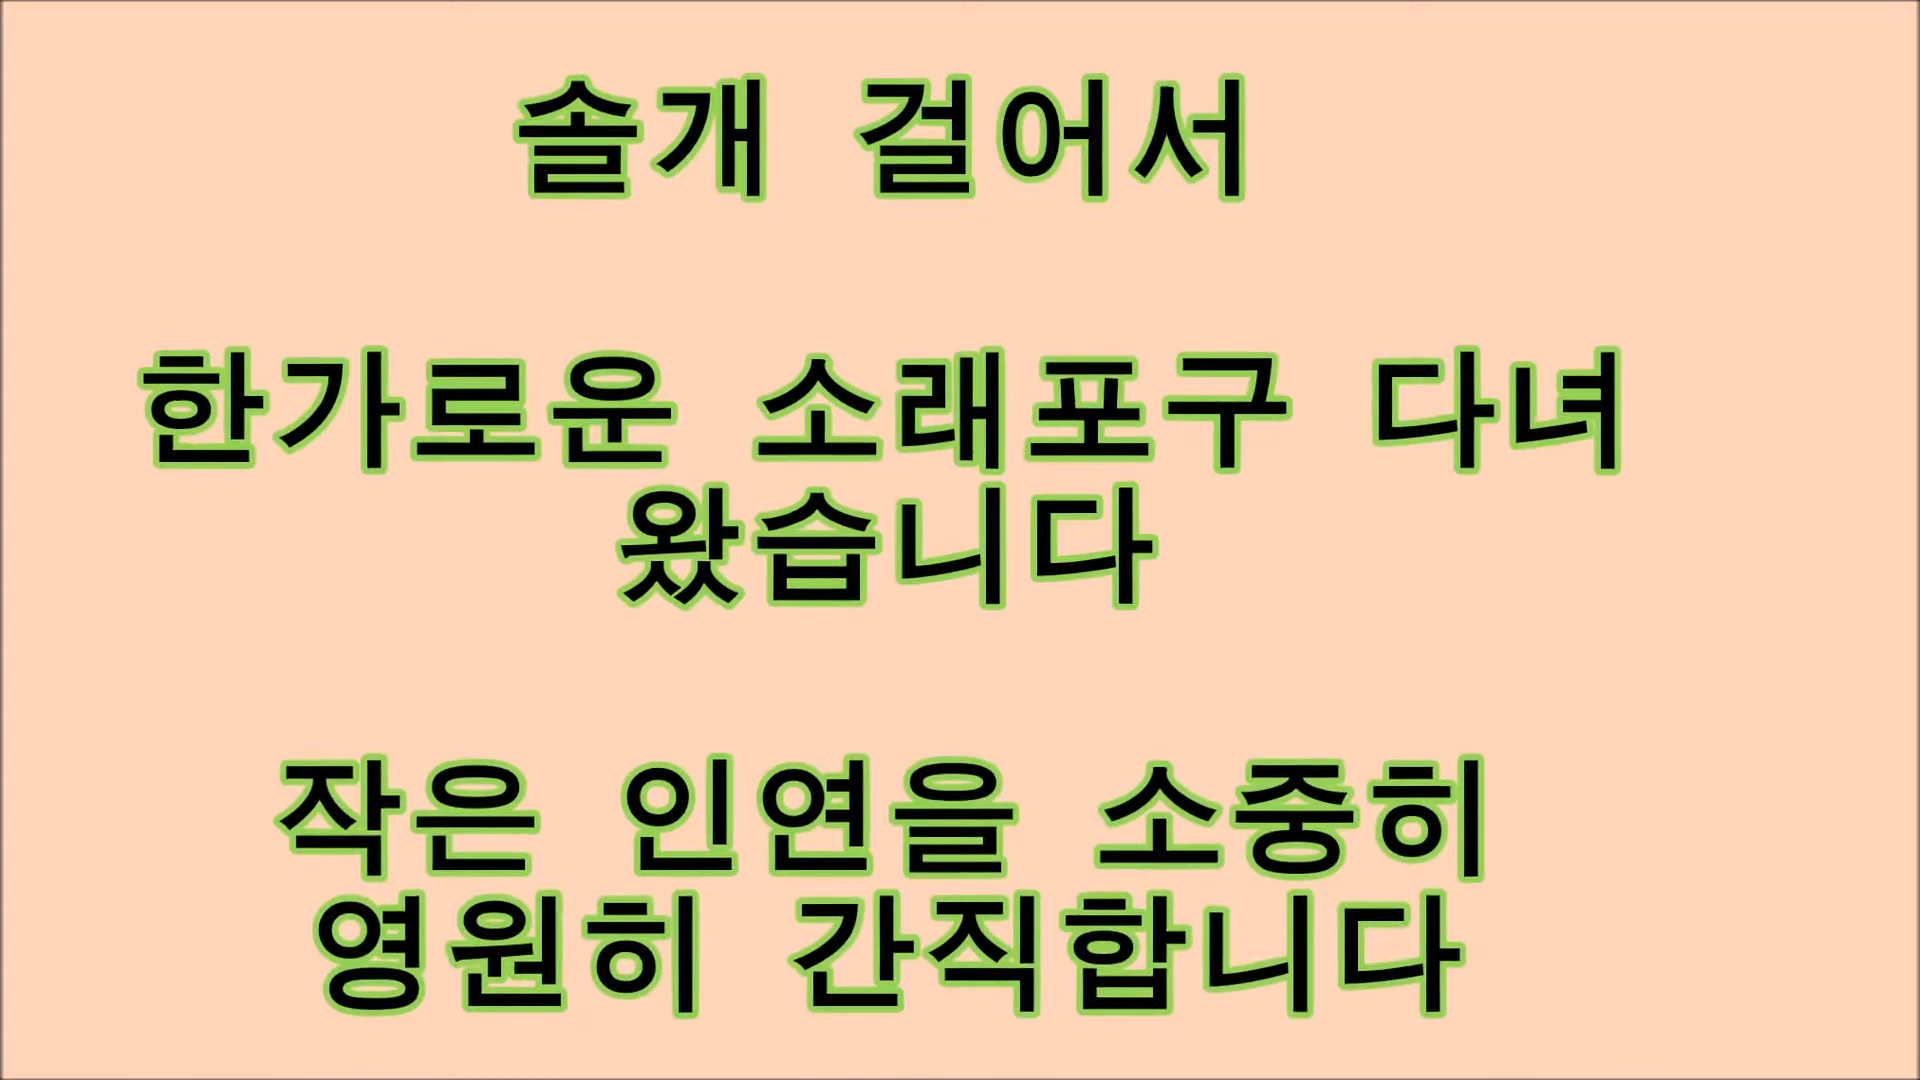 솔개 걸어서
한가로운 소래포구 다녀
왔습니다
작은 인연을 소중히
영원히 간직합니다